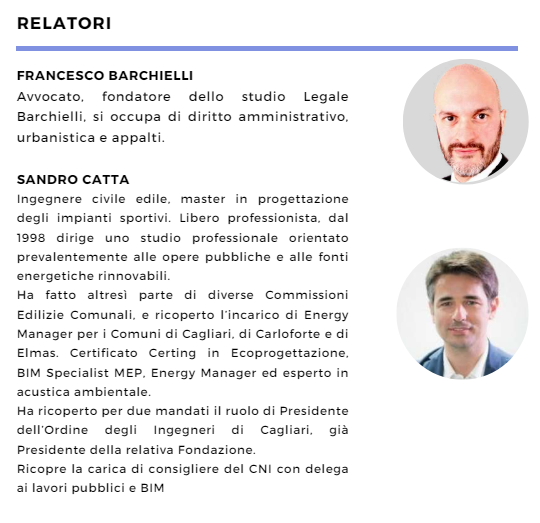 RELATORI
FRANCESCO BARCHIELLI
Avvocato, fondatore dello studio Legale
Barchielli, si occupa di diritto amministrativo,
urbanistica e appalti.
SANDRO CATTA
Ingegnere civile edile, master in progettazione
degli impianti sportivi. Libero professionista, dal
1998 dirige uno studio professionale orientato
prevalentemente alle opere pubbliche e alle fonti
energetiche rinnovabili.
Ha fatto altresì parte di diverse Commissioni
Edilizie Comunali, e ricoperto l'incarico di Energy
Manager per i Comuni di Cagliari, di Carloforte e di
Elmas. Certificato Certing in Ecoprogettazione,
BIM Specialist MEP, Energy Manager ed esperto in
acustica ambientale.
Ha ricoperto per due mandati il ruolo di Presidente
dell'Ordine degli Ingegneri di Cagliari, già
Presidente della relativa Fondazione.
Ricopre la carica di consigliere del CNI con delega
ai lavori pubblici e BIM